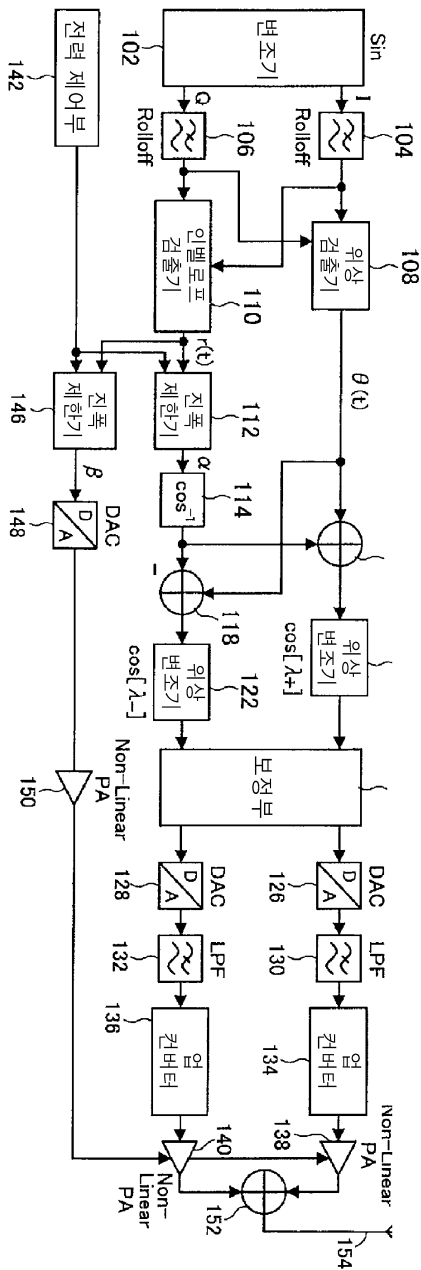 Sin
변조기
102
I
Q
Rolloff
104
Rolloff
106
위상
검출기
108
인벨로프
검출기
110
θ(t)
r(t)
전력 제어부
142
진폭
제한기
112
진폭
제한기
146
α
β
cos⁻¹
114
D
A
DAC
148
-
118
위상
변조기
cos[λ+]
위상
변조기
122
cos[λ-]
보정부
Non-Linear
PA
150
D
A
DAC
126
D
A
DAC
128
LPF
130
LPF
132
업
컨버터
134
업
컨버터
136
Non-Linear
PA
138
140
Non-
Linear
PA
152
154